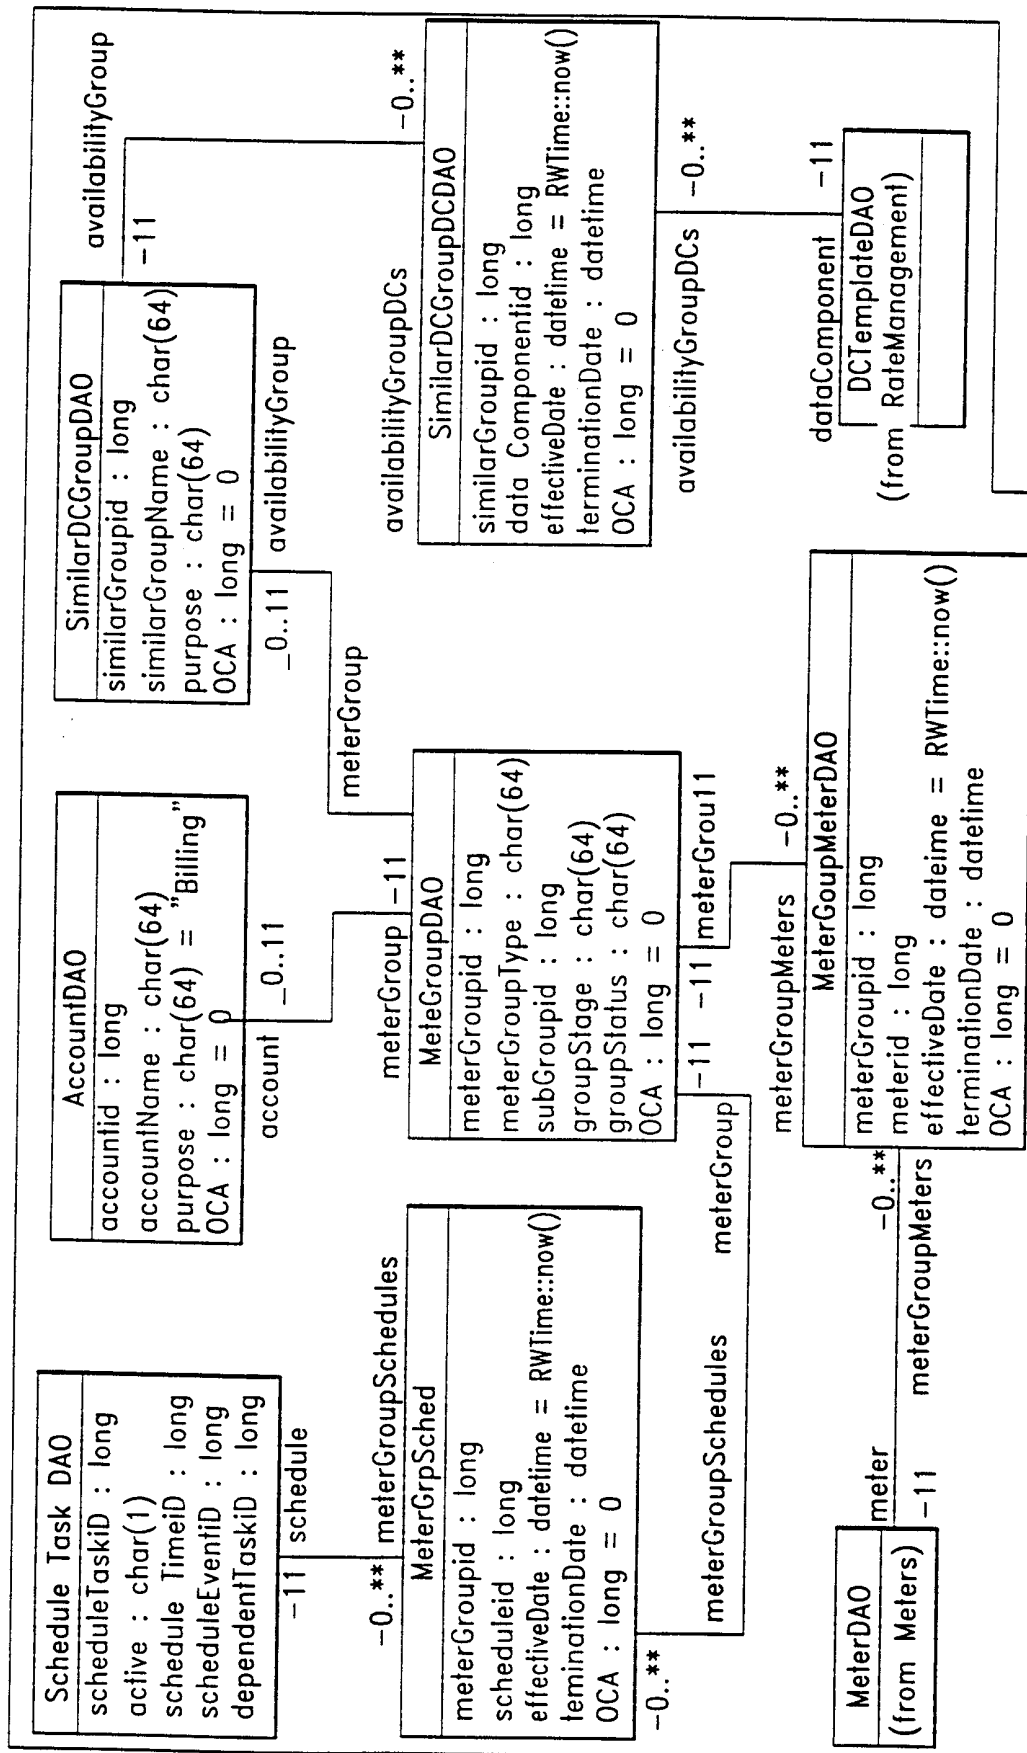 Schedule Task DAO
scheduleTaskiD : long
active : char(1)
schedule TimeiD : long
scheduleEventiD : long
dependentTaskiD : long
-11
schedule
-0..**
meterGroupSchedules
MeterGrpSched
meterGroupid : long
scheduleid : long
effectiveDate : datetime = RWTime::now()
teminationDate : datetime
OCA : long = 0
-0..**
meterGroupSchedules
meterGroup
-11
AccountDAO
accountid : long
accountName : char(64)
purpose : char(64) = "Billing"
OCA : long = 0
account
_0..11
meterGroup
-11
MeteGroupDAO
meterGroupid : long
meterGroupType : char(64)
subGroupid : long
groupStage : char(64)
groupStatus : char(64)
OCA : long = 0
-11
-11
meterGrou11
meterGroup
SimilarDCGroupDAO
similarGroupid : long
similarGroupName : char(64)
purpose : char(64)
OCA : long = 0
_0..11
availabilityGroup
-11
availabilityGroup
availabilityGroupDCs
-0..**
SimilarDCGroupDCDAO
similarGroupid : long
data Componentid : long
effectiveDate : datetime = RWTime::now()
terminationDate : datetime
OCA : long = 0
availabilityGroupDCs
-0..**
dataComponent
-11
DCTemplateDAO
(from RateManagement)
meterGroupMeters
-0..**
MeterGoupMeterDAO
meterGroupid : long
meterid : long
effectiveDate : dateime = RWTime::now()
terminationDate : datetime
OCA : long = 0
-0..**
meterGroupMeters
meter
-11
MeterDAO
(from Meters)